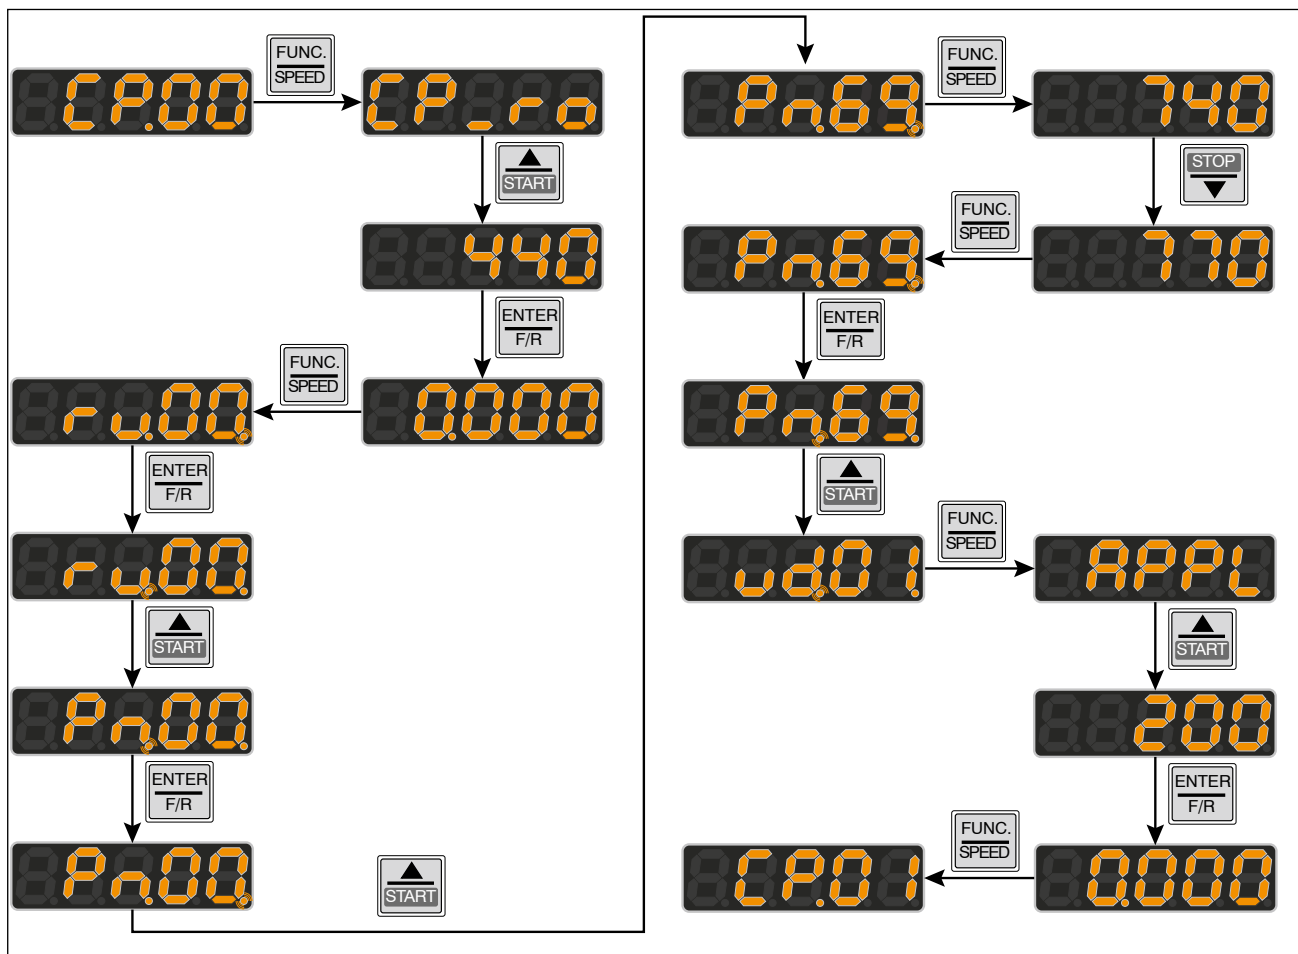 CP.00
FUNC.
SPEED
CP_ro
START
440
ENTER
F/R
0.000
FUNC.
SPEED
ru.00.
ENTER
F/R
ru.00.
START
Pn.00.
ENTER
F/R
Pn.00.
START
Pn.69.
FUNC.
SPEED
740
STOP
770
FUNC.
SPEED
Pn.69.
ENTER
F/R
Pn.69.
START
ud.01.
FUNC.
SPEED
APPL
START
200
ENTER
F/R
0.000
FUNC.
SPEED
CP.01